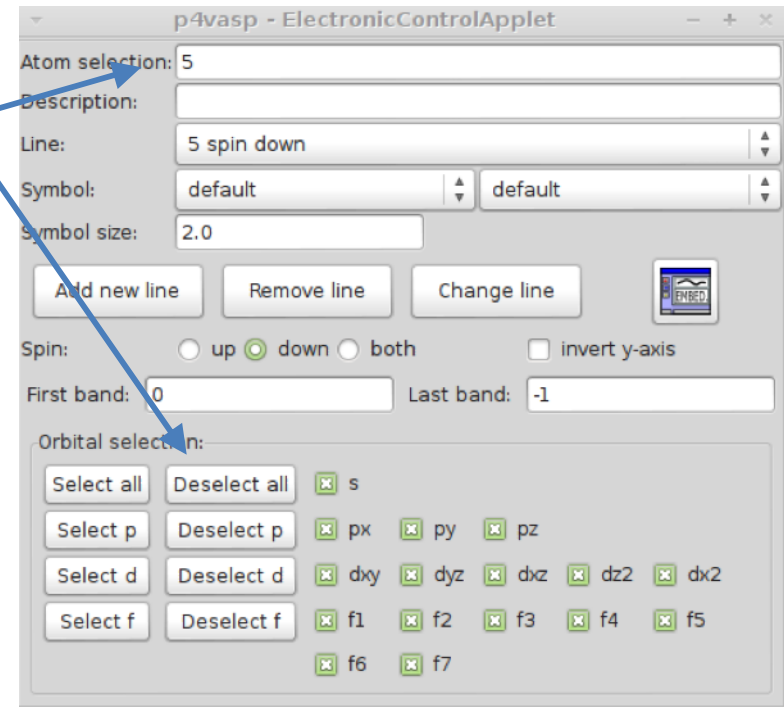 p4vasp - ElectronicControlApplet
Atom selection: 5
Description:
Line: 5 spin down
Symbol: default default
Symbol size: 2.0
Add new line Remove line Change line EMBED.
Spin: up down both invert y-axis
First band: 0 Last band: -1
Orbital selection:
Select all Deselect all s
Select p Deselect p px py pz
Select d Deselect d dxy dyz dxz dz2 dx2
Select f Deselect f f1 f2 f3 f4 f5
f6 f7